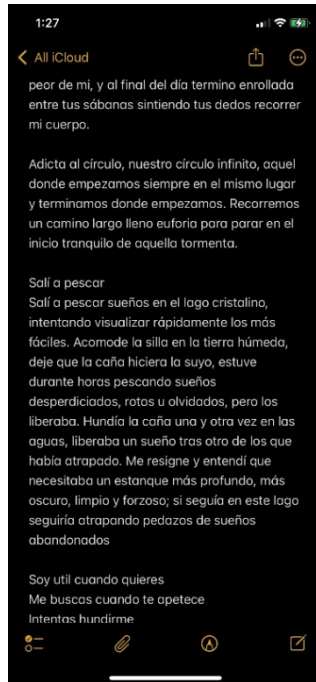 1:27
All iCloud
peor de mi, y al final del día termino enrollada
entre tus sábanas sintiendo tus dedos recorrer
mi cuerpo.
Adicta al círculo, nuestro círculo infinito, aquel
donde empezamos siempre en el mismo lugar
y terminamos donde empezamos. Recorremos
un camino largo lleno euforia para parar en el
inicio tranquilo de aquella tormenta.
Salí a pescar
Salí a pescar sueños en el lago cristalino,
intentando visualizar rápidamente los más
fáciles. Acomode la silla en la tierra húmeda,
deje que la caña hiciera la suyo, estuve
durante horas pescando sueños
desperdiciados, rotos u olvidados, pero los
liberaba. Hundía la caña una y otra vez en las
aguas, liberaba un sueño tras otro de los que
había atrapado. Me resigne y entendí que
necesitaba un estanque más profundo, más
oscuro, limpio y forzoso; si seguía en este lago
seguiría atrapando pedazos de sueños
abandonados
Soy util cuando quieres
Me buscas cuando te apetece
Intentas hundirme